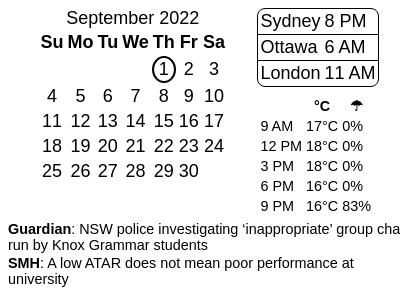 September 2022
Su Mo Tu We Th Fr Sa
1 2 3
4 5 6 7 8 9 10
11 12 13 14 15 16 17
18 19 20 21 22 23 24
25 26 27 28 29 30
Sydney 8 PM
Ottawa 6 AM
London 11 AM
°C ☂
9 AM 17°C 0%
12 PM 18°C 0%
3 PM 18°C 0%
6 PM 16°C 0%
9 PM 16°C 83%
Guardian: NSW police investigating ‘inappropriate’ group cha
run by Knox Grammar students
SMH: A low ATAR does not mean poor performance at
university